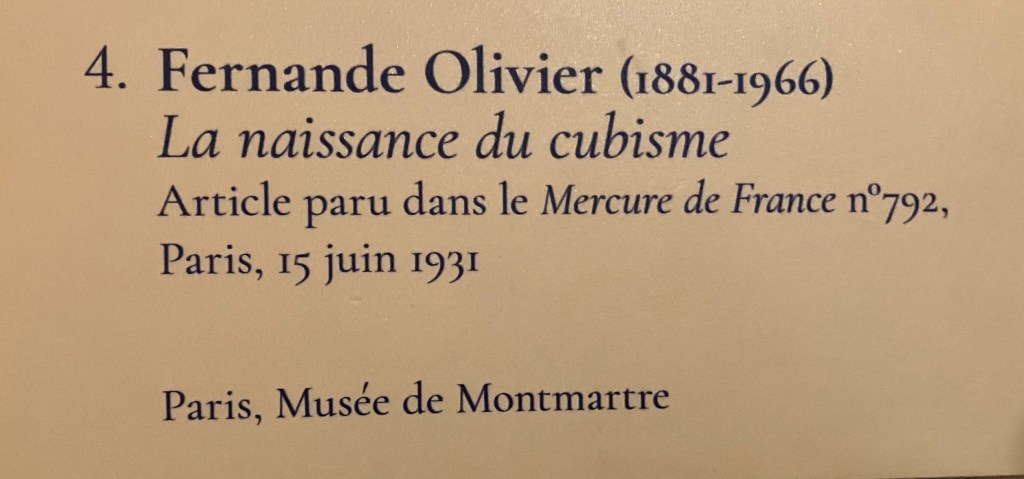 4. Fernande Olivier (1881-1966)
La naissance du cubisme
Article paru dans le Mercure de France nº792,
Paris, 15 juin 1931
Paris, Musée de Montmartre